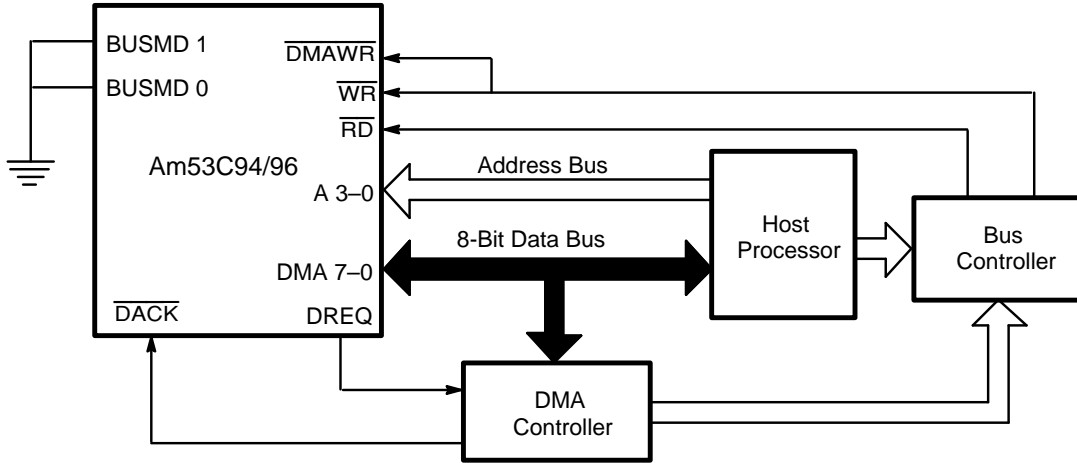 BUSMD 1
BUSMD 0
Am53C94/96
DMAWR
WR
RD
A 3–0
DMA 7–0
DACK
DREQ
Address Bus
8-Bit Data Bus
Host
Processor
Bus
Controller
DMA
Controller